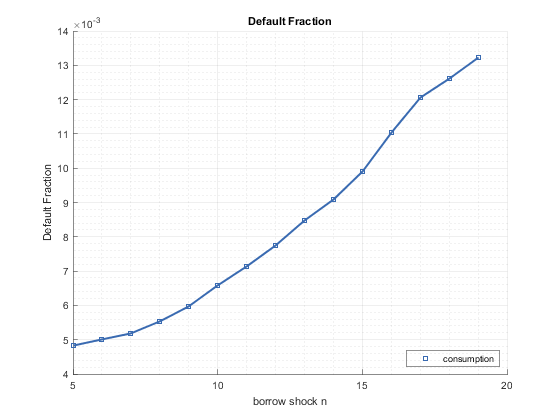 Default Fraction
×10⁻³
14
13
12
11
10
9
8
7
6
5
4
Default Fraction
5 10 15 20
borrow shock n
consumption